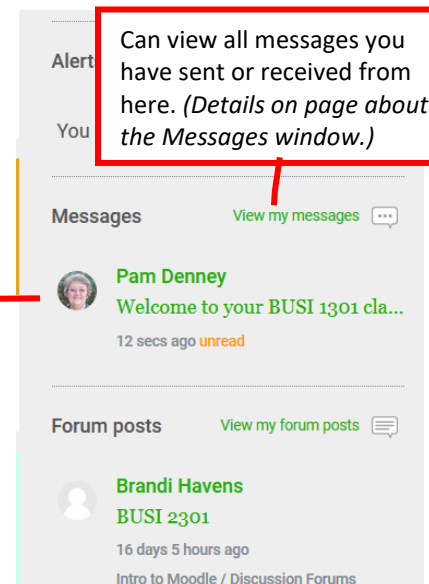 Can view all messages you
have sent or received from
here. (Details on page about
the Messages window.)
Alert
You
Messages View my messages
Pam Denney
Welcome to your BUSI 1301 cla...
12 secs ago unread
Forum posts View my forum posts
Brandi Havens
BUSI 2301
16 days 5 hours ago
Intro to Moodle / Discussion Forums